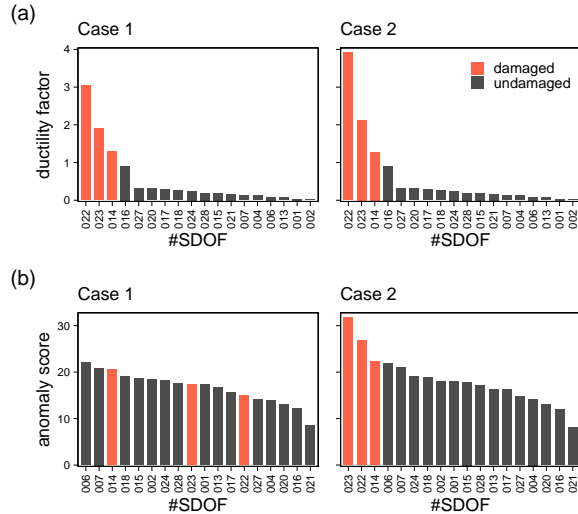 (a)
Case 1
Case 2
ductility factor
4
3
2
1
0
damaged
undamaged
022 023 014 016 027 020 017 018 024 028 015 021 007 004 006 013 001 002
022 023 014 016 027 020 017 018 024 028 015 021 007 004 006 013 001 002
#SDOF
#SDOF
(b)
Case 1
Case 2
anomaly score
30
20
10
0
006 007 014 018 015 002 024 028 023 001 013 017 022 027 004 020 016 021
023 022 014 006 007 024 018 001 002 015 028 017 013 027 004 020 016 021
#SDOF
#SDOF